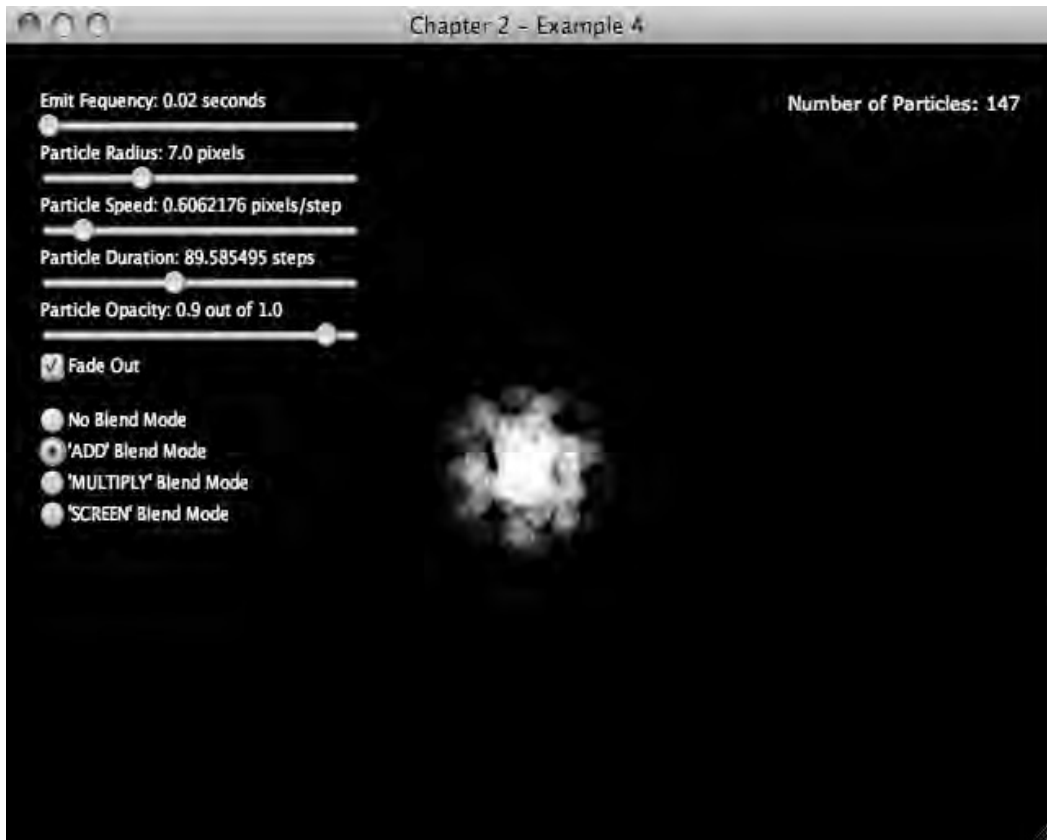 Chapter 2 – Example 4
Emit Fequency: 0.02 seconds
Number of Particles: 147
Particle Radius: 7.0 pixels
Particle Speed: 0.6062176 pixels/step
Particle Duration: 89.585495 steps
Particle Opacity: 0.9 out of 1.0
Fade Out
No Blend Mode
'ADD' Blend Mode
'MULTIPLY' Blend Mode
'SCREEN' Blend Mode